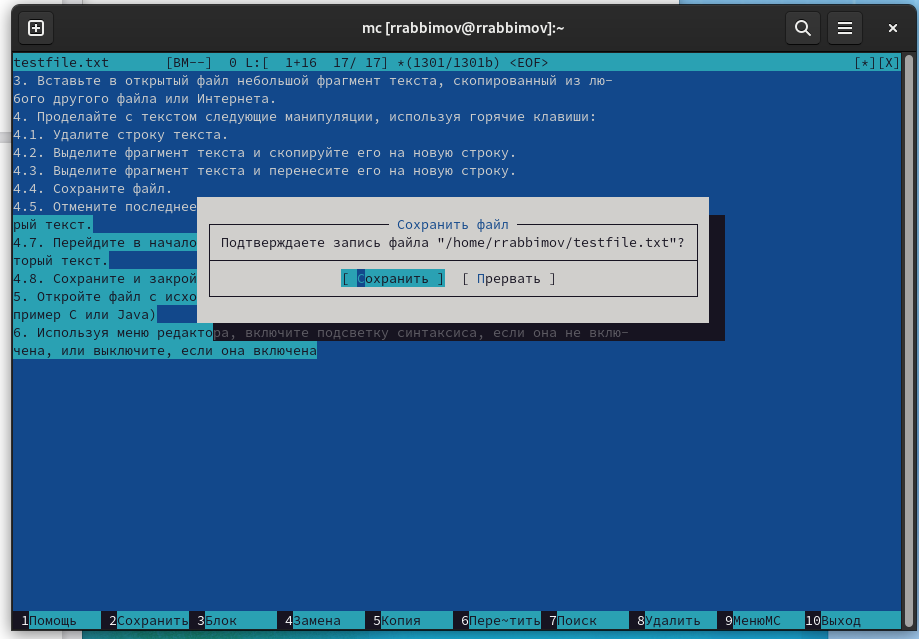 mc [rrabbimov@rrabbimov]:~
testfile.txt [BM--] 0 L:[ 1+16 17/ 17] *(1301/1301b) <EOF> [*][X]
3. Вставьте в открытый файл небольшой фрагмент текста, скопированный из лю-
бого другого файла или Интернета.
4. Проделайте с текстом следующие манипуляции, используя горячие клавиши:
4.1. Удалите строку текста.
4.2. Выделите фрагмент текста и скопируйте его на новую строку.
4.3. Выделите фрагмент текста и перенесите его на новую строку.
4.4. Сохраните файл.
4.5. Отмените последнее
рый текст.
4.7. Перейдите в начало
торый текст.
4.8. Сохраните и закрой
5. Откройте файл с исхо
пример C или Java)
6. Используя меню редактора, включите подсветку синтаксиса, если она не вклю-
чена, или выключите, если она включена
Сохранить файл
Подтверждаете запись файла "/home/rrabbimov/testfile.txt"?
[ Сохранить ] [ Прервать ]
1Помощь 2Сохранить 3Блок 4Замена 5Копия 6Пере~тить 7Поиск 8Удалить 9МенюMC 10Выход